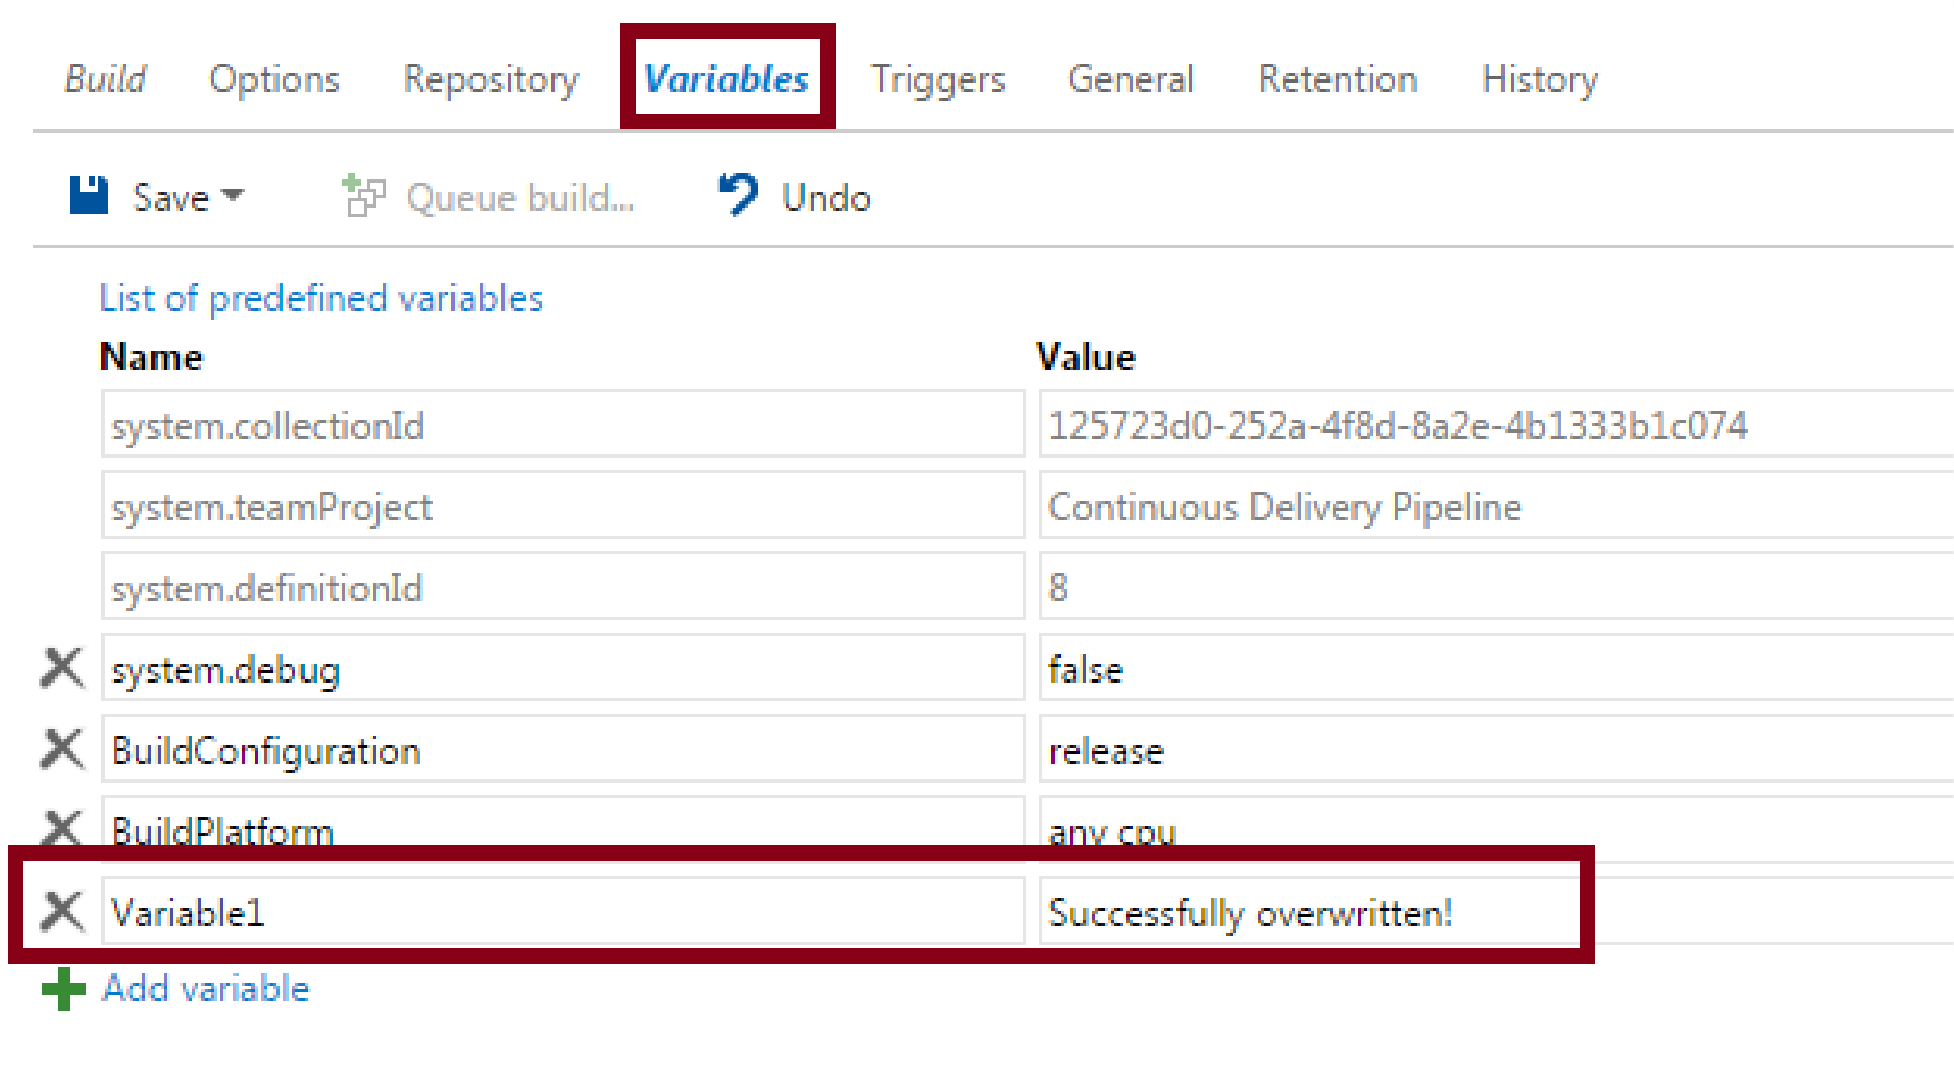 Build Options Repository Variables Triggers General Retention History
Save Queue build... Undo
List of predefined variables
Name Value
system.collectionId 125723d0-252a-4f8d-8a2e-4b1333b1c074
system.teamProject Continuous Delivery Pipeline
system.definitionId 8
system.debug false
BuildConfiguration release
BuildPlatform any cpu
Variable1 Successfully overwritten!
Add variable